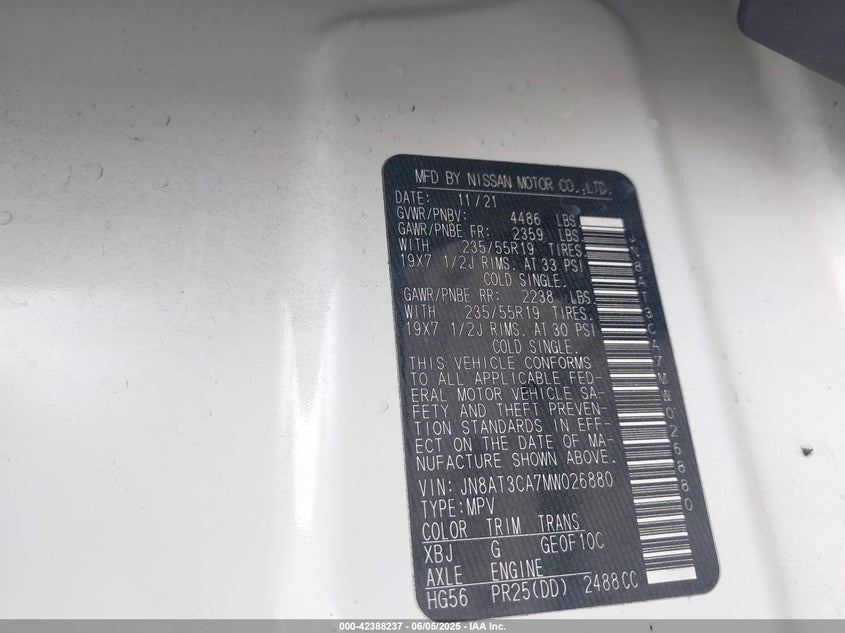 MFD BY NISSAN MOTOR CO.,LTD.
DATE: 11/21
GVWR/PNBV: 4486 LBS.
GAWR/PNBE FR: 2359 LBS.
WITH 235/55R19 TIRES.
19X7 1/2J RIMS. AT 33 PSI
COLD SINGLE.
GAWR/PNBE RR: 2238 LBS.
WITH 235/55R19 TIRES.
19X7 1/2J RIMS. AT 30 PSI
COLD SINGLE.
THIS VEHICLE CONFORMS
TO ALL APPLICABLE FED-
ERAL MOTOR VEHICLE SA-
FETY AND THEFT PREVEN-
TION STANDARDS IN EFF-
ECT ON THE DATE OF MA-
NUFACTURE SHOWN ABOVE.
VIN: JN8AT3CA7MW026880
TYPE:MPV
COLOR TRIM TRANS
XBJ G GE0F10C
AXLE ENGINE
HG56 PR25(DD) 2488CC
JN8AT3CA7MW026880
000-42388237 - 06/05/2025 - IAA Inc.